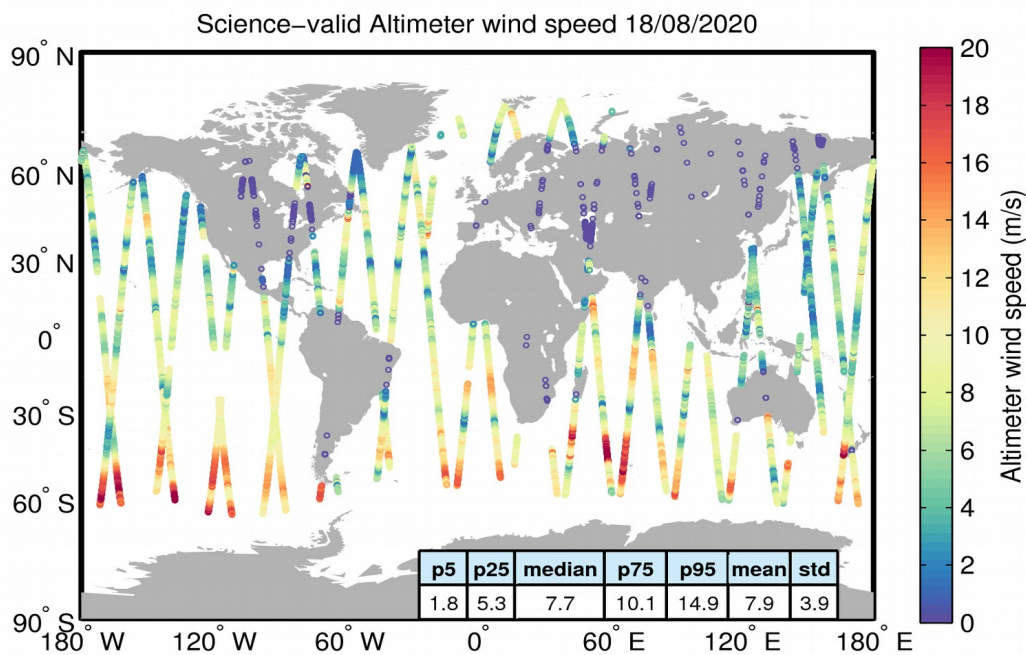 Science−valid Altimeter wind speed 18/08/2020
90° N
60° N
30° N
0°
30° S
60° S
90° S
180° W
120° W
60° W
0°
60° E
120° E
180° E
p5 p25 median p75 p95 mean std
1.8 5.3 7.7 10.1 14.9 7.9 3.9
20
18
16
14
12
10
8
6
4
2
0
Altimeter wind speed (m/s)